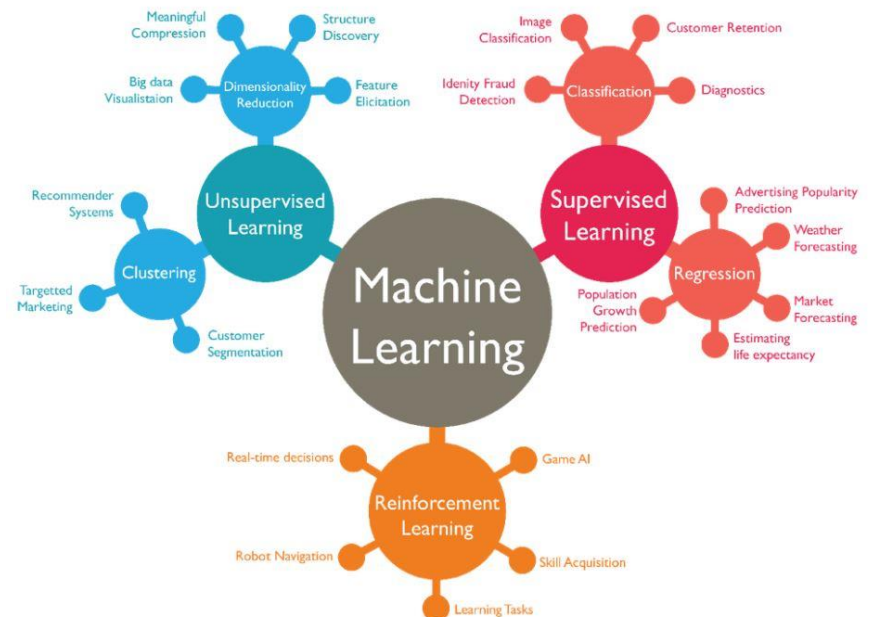 Meaningful
Compression
Structure
Discovery
Big data
Visualistaion
Dimensionality
Reduction
Feature
Elicitation
Unsupervised
Learning
Recommender
Systems
Clustering
Targetted
Marketing
Customer
Segmentation
Machine
Learning
Image
Classification
Customer Retention
Idenity Fraud
Detection
Classification
Diagnostics
Supervised
Learning
Advertising Popularity
Prediction
Weather
Forecasting
Regression
Population
Growth
Prediction
Market
Forecasting
Estimating
life expectancy
Real-time decisions
Game AI
Reinforcement
Learning
Robot Navigation
Skill Acquisition
Learning Tasks